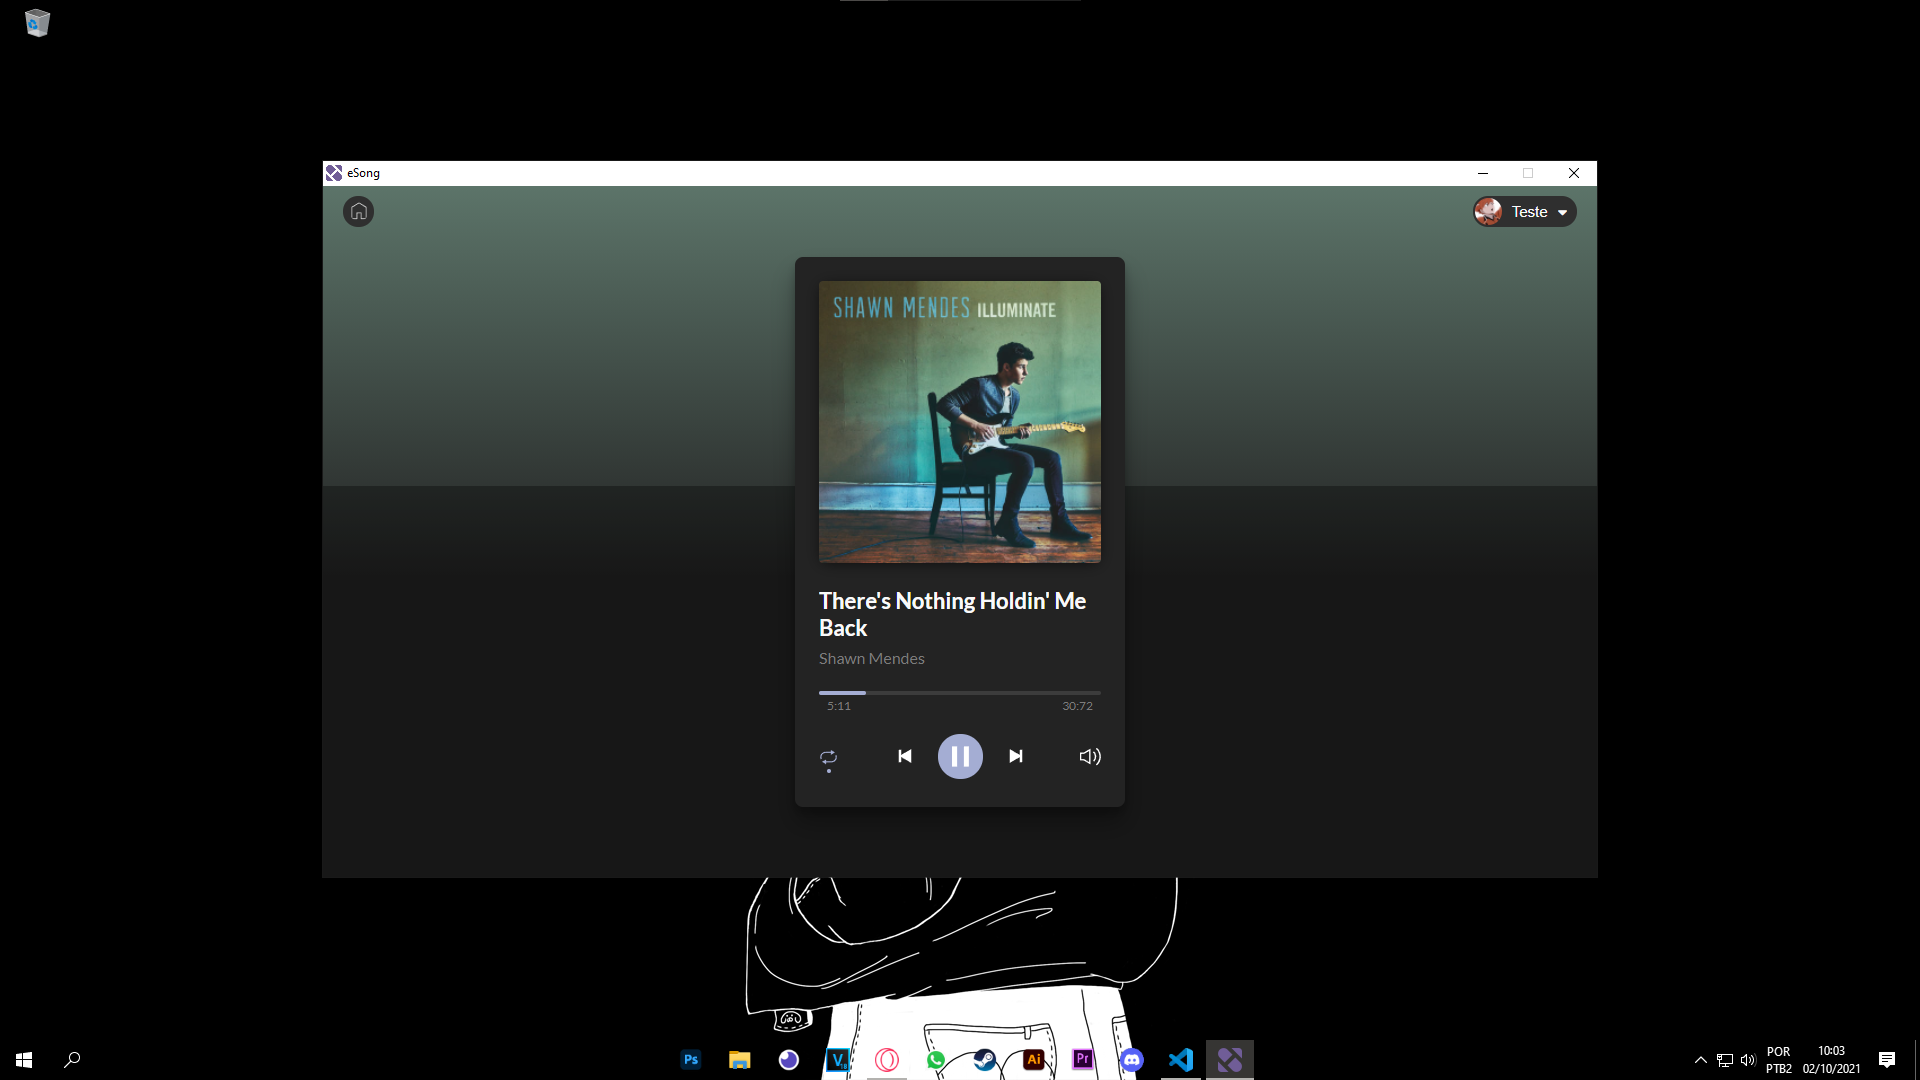 eSong
Teste
SHAWN MENDES ILLUMINATE
There's Nothing Holdin' Me
Back
Shawn Mendes
5:11
30:72
Ps
V
Ai
Pr
POR
PTB2
10:03
02/10/2021